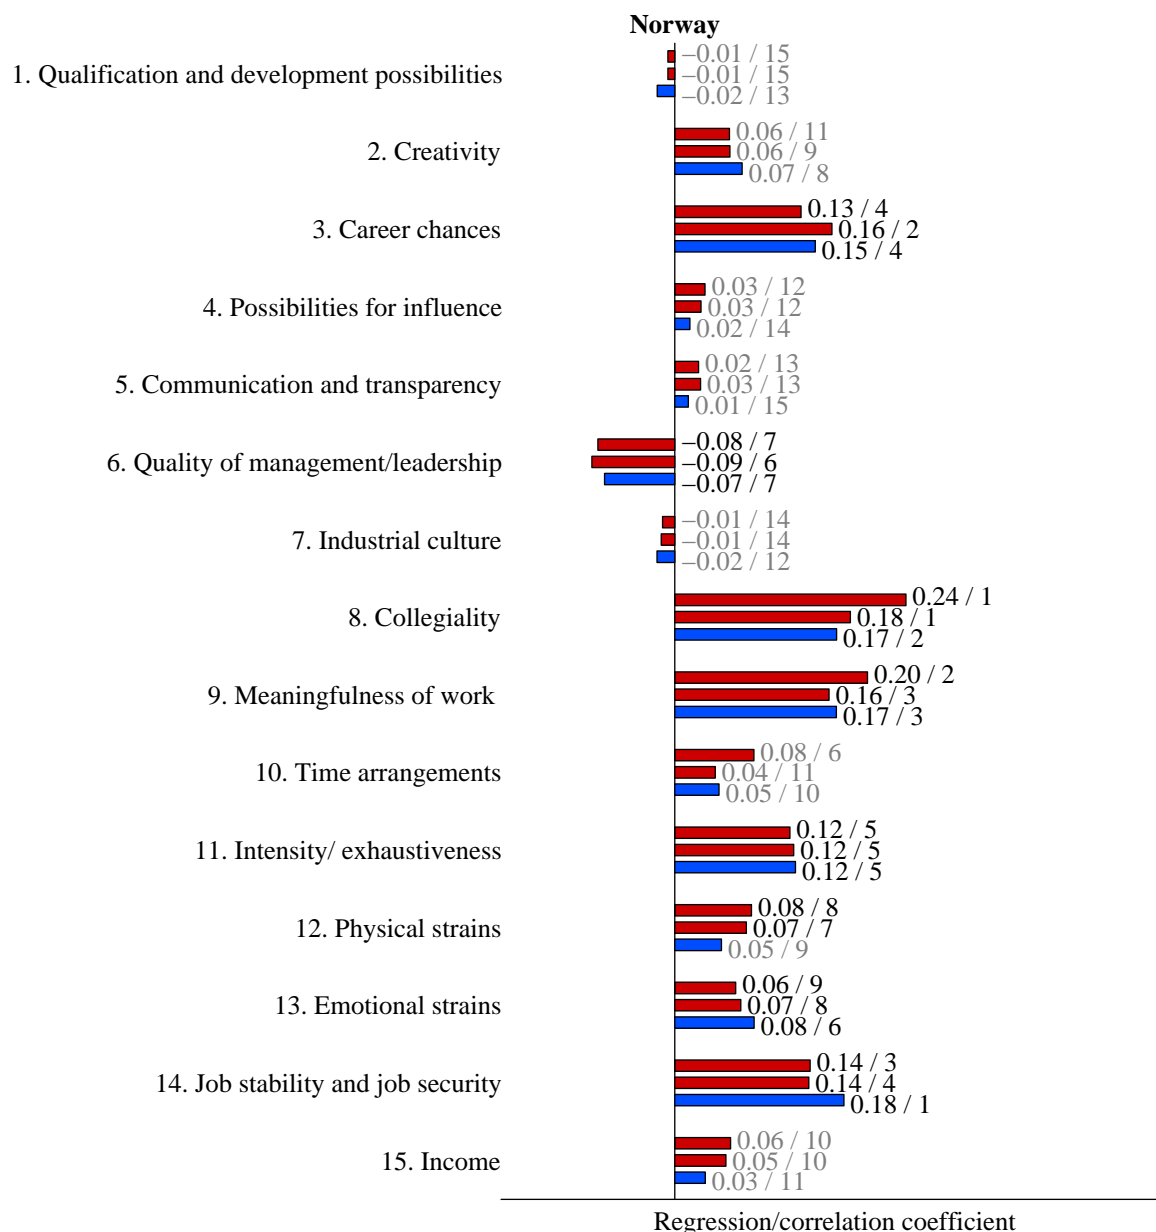 Norway
–0.01 / 15
1. Qualification and development possibilities
–0.01 / 15
–0.02 / 13
0.06 / 11
2. Creativity
0.06 / 9
0.07 / 8
0.13 / 4
3. Career chances
0.16 / 2
0.15 / 4
0.03 / 12
4. Possibilities for influence
0.03 / 12
0.02 / 14
0.02 / 13
5. Communication and transparency
0.03 / 13
0.01 / 15
–0.08 / 7
6. Quality of management/leadership
–0.09 / 6
–0.07 / 7
–0.01 / 14
7. Industrial culture
–0.01 / 14
–0.02 / 12
0.24 / 1
8. Collegiality
0.18 / 1
0.17 / 2
0.20 / 2
9. Meaningfulness of work
0.16 / 3
0.17 / 3
0.08 / 6
10. Time arrangements
0.04 / 11
0.05 / 10
0.12 / 5
11. Intensity/ exhaustiveness
0.12 / 5
0.12 / 5
0.08 / 8
12. Physical strains
0.07 / 7
0.05 / 9
0.06 / 9
13. Emotional strains
0.07 / 8
0.08 / 6
0.14 / 3
14. Job stability and job security
0.14 / 4
0.18 / 1
0.06 / 10
15. Income
0.05 / 10
0.03 / 11
Regression/correlation coefficient